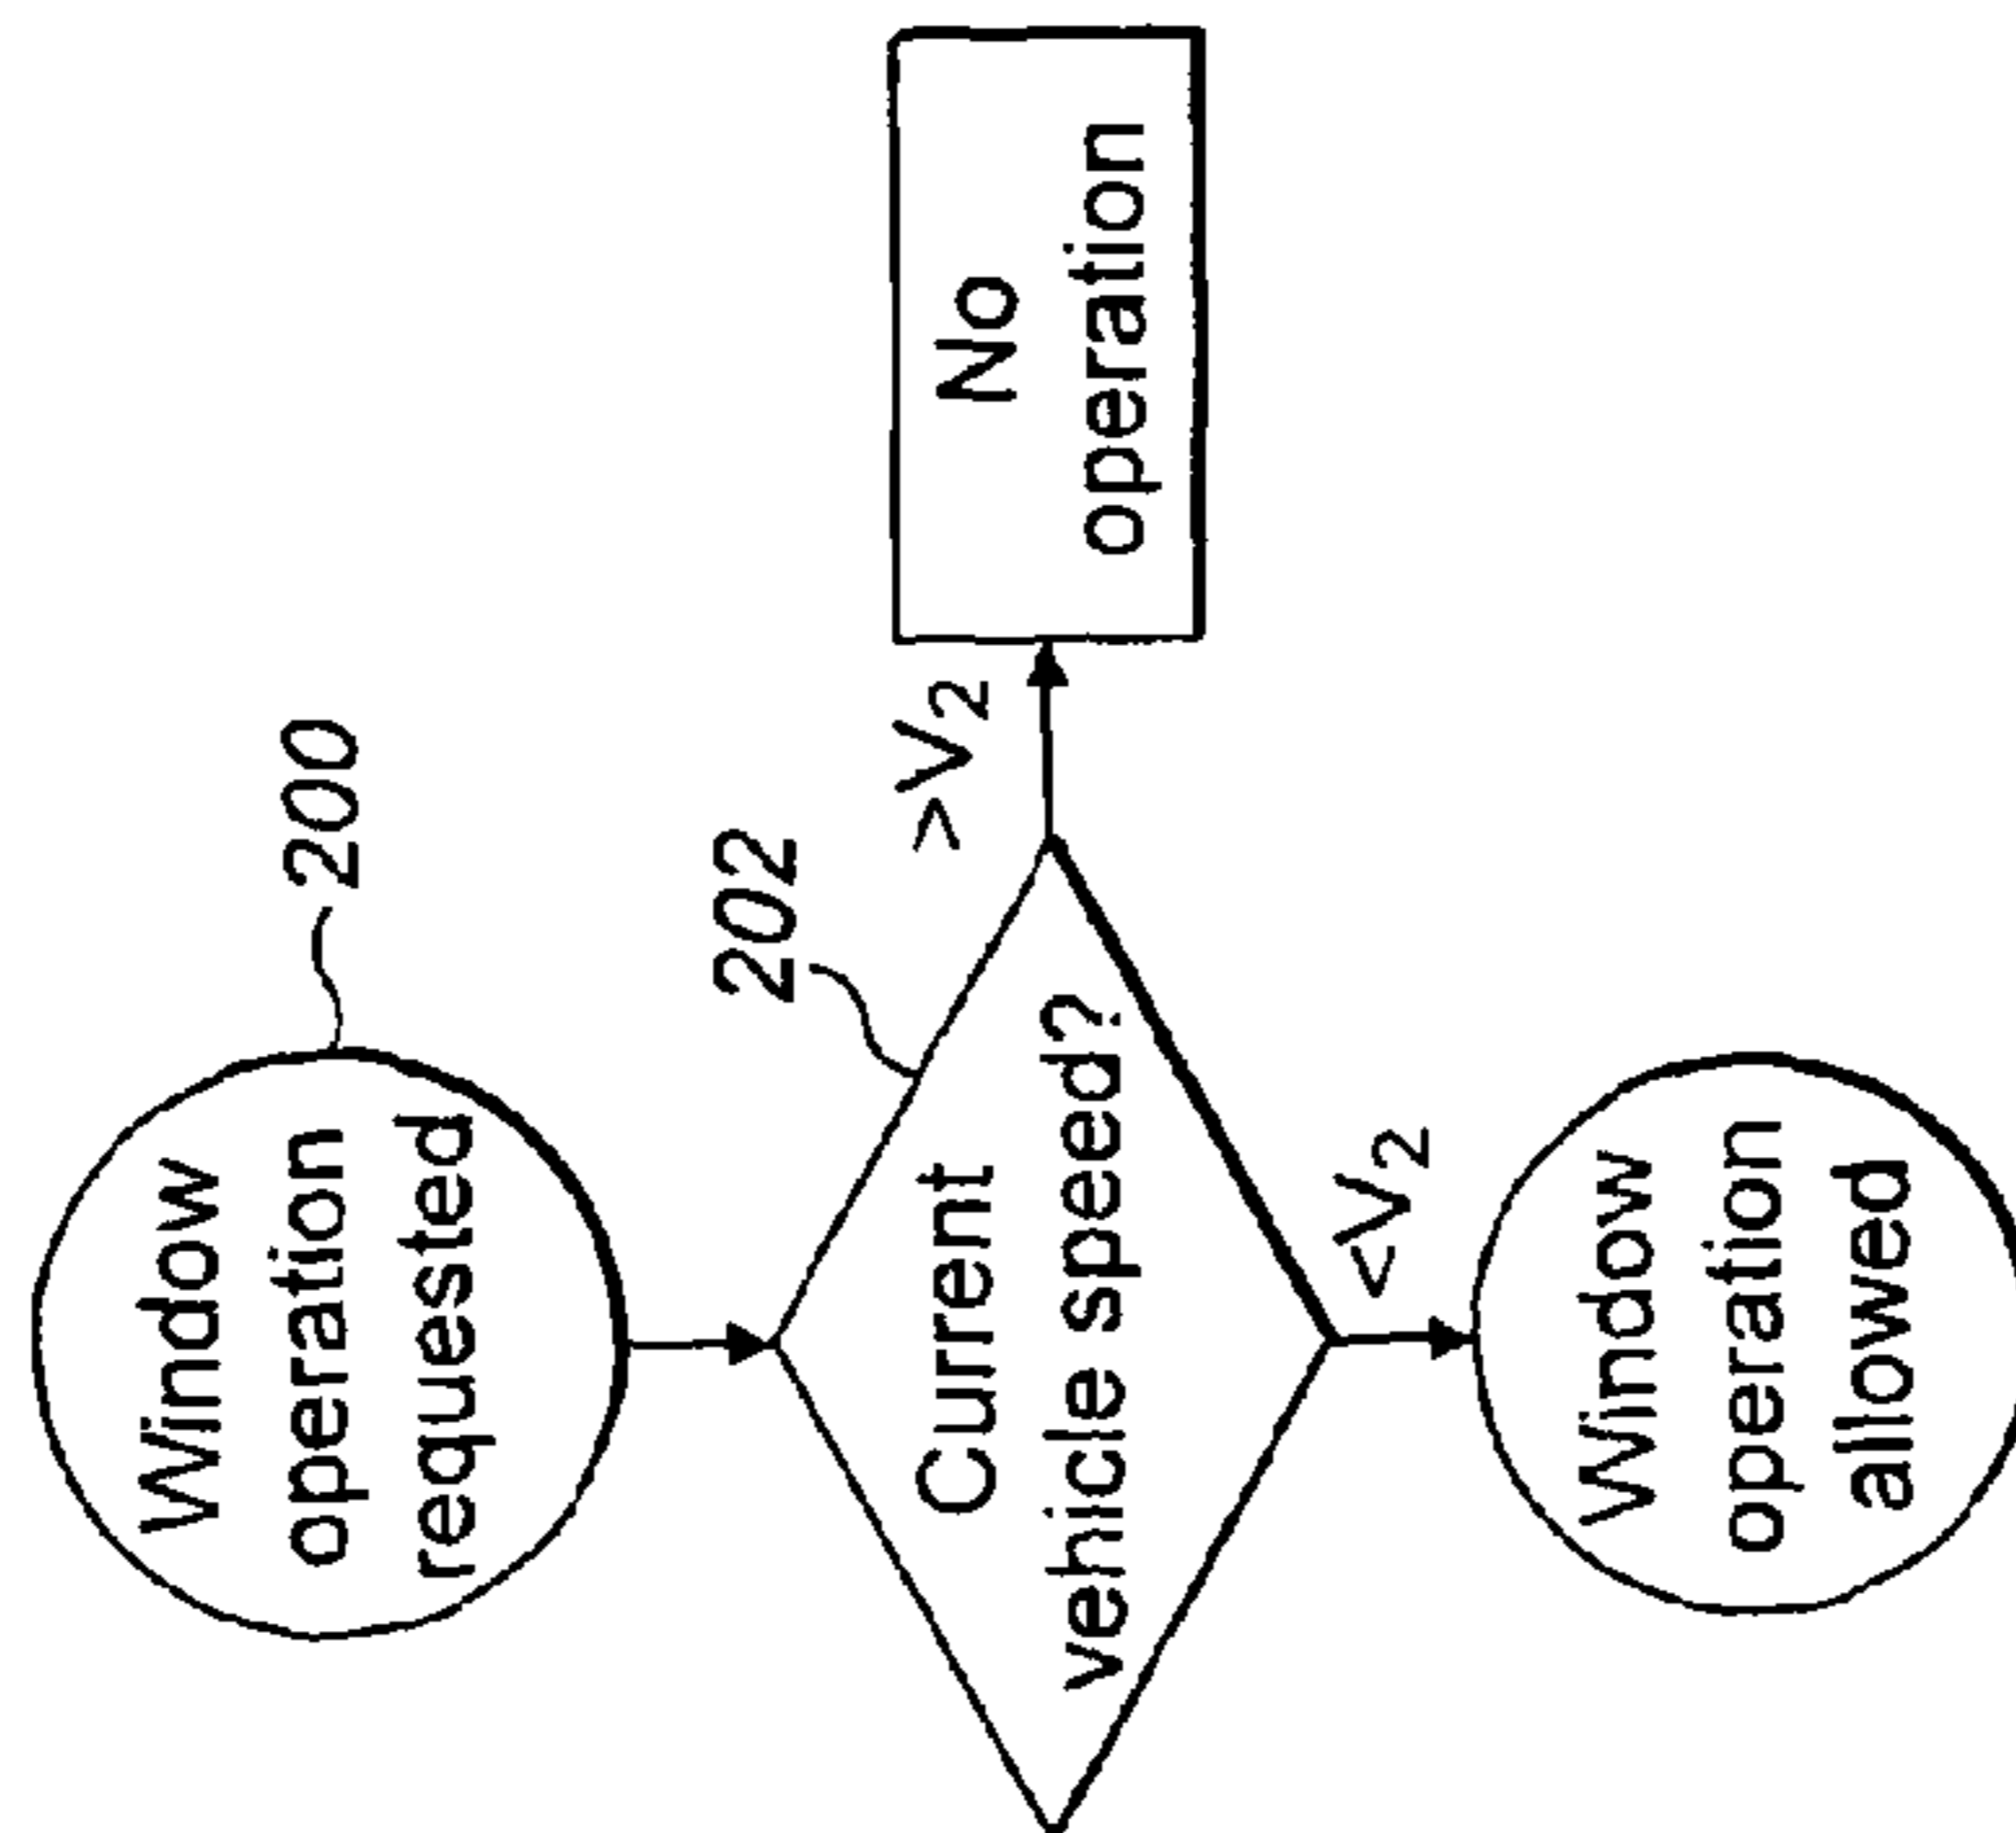 Window
operation
requested
200
202
Current
vehicle speed?
>V2
No
operation
<V2
Window
operation
allowed